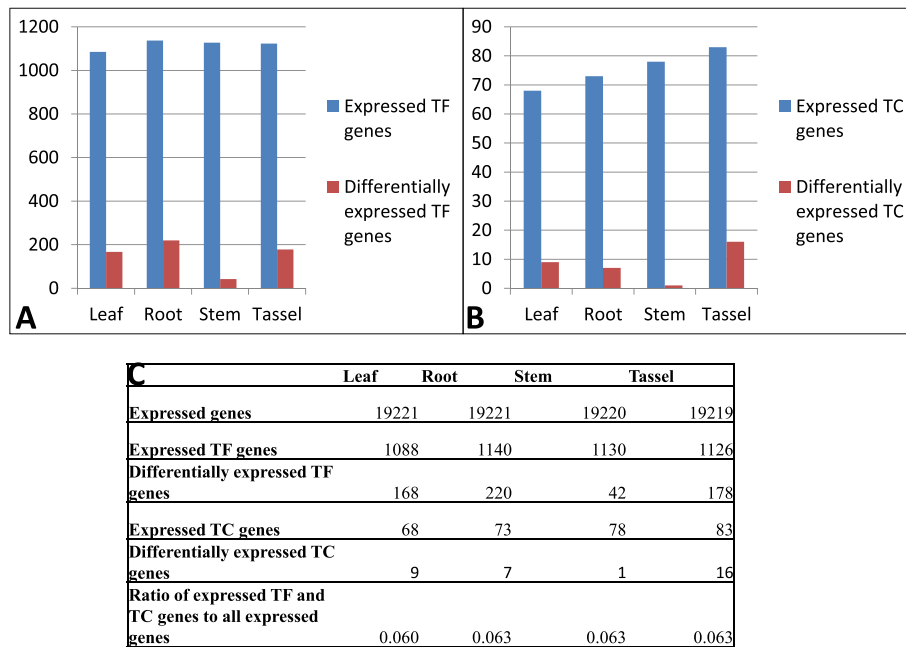 1200
1000
800
600
400
200
0
Leaf Root Stem Tassel
Expressed TF
genes
Differentially
expressed TF
genes
A
90
80
70
60
50
40
30
20
10
0
Leaf Root Stem Tassel
Expressed TC
genes
Differentially
expressed TC
genes
B
C Leaf Root Stem Tassel
Expressed genes 19221 19221 19220 19219
Expressed TF genes 1088 1140 1130 1126
Differentially expressed TF
genes 168 220 42 178
Expressed TC genes 68 73 78 83
Differentially expressed TC
genes 9 7 1 16
Ratio of expressed TF and
TC genes to all expressed
genes 0.060 0.063 0.063 0.063